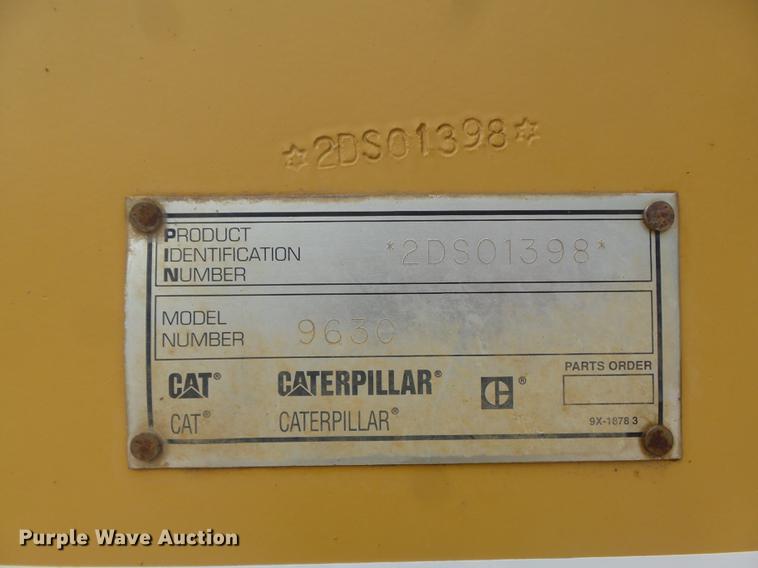 *2DS01398*
PRODUCT
IDENTIFICATION
NUMBER
*2DS01398*
MODEL
NUMBER
963C
CAT®
CATERPILLAR®
C®
CAT®
CATERPILLAR®
PARTS ORDER
9X-1878 3
Purple Wave Auction